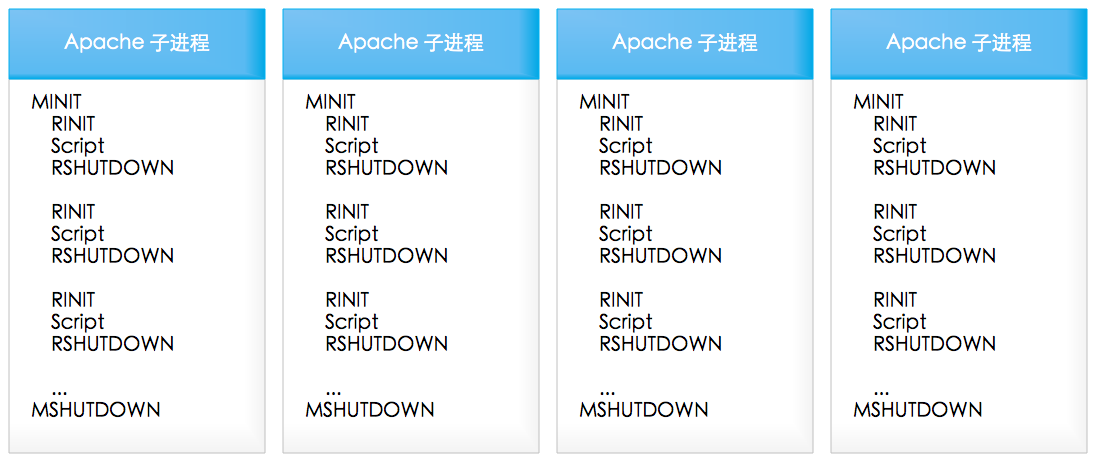 Apache 子进程
MINIT
RINIT
Script
RSHUTDOWN
RINIT
Script
RSHUTDOWN
RINIT
Script
RSHUTDOWN
...
MSHUTDOWN
Apache 子进程
MINIT
RINIT
Script
RSHUTDOWN
RINIT
Script
RSHUTDOWN
RINIT
Script
RSHUTDOWN
...
MSHUTDOWN
Apache 子进程
MINIT
RINIT
Script
RSHUTDOWN
RINIT
Script
RSHUTDOWN
RINIT
Script
RSHUTDOWN
...
MSHUTDOWN
Apache 子进程
MINIT
RINIT
Script
RSHUTDOWN
RINIT
Script
RSHUTDOWN
RINIT
Script
RSHUTDOWN
...
MSHUTDOWN